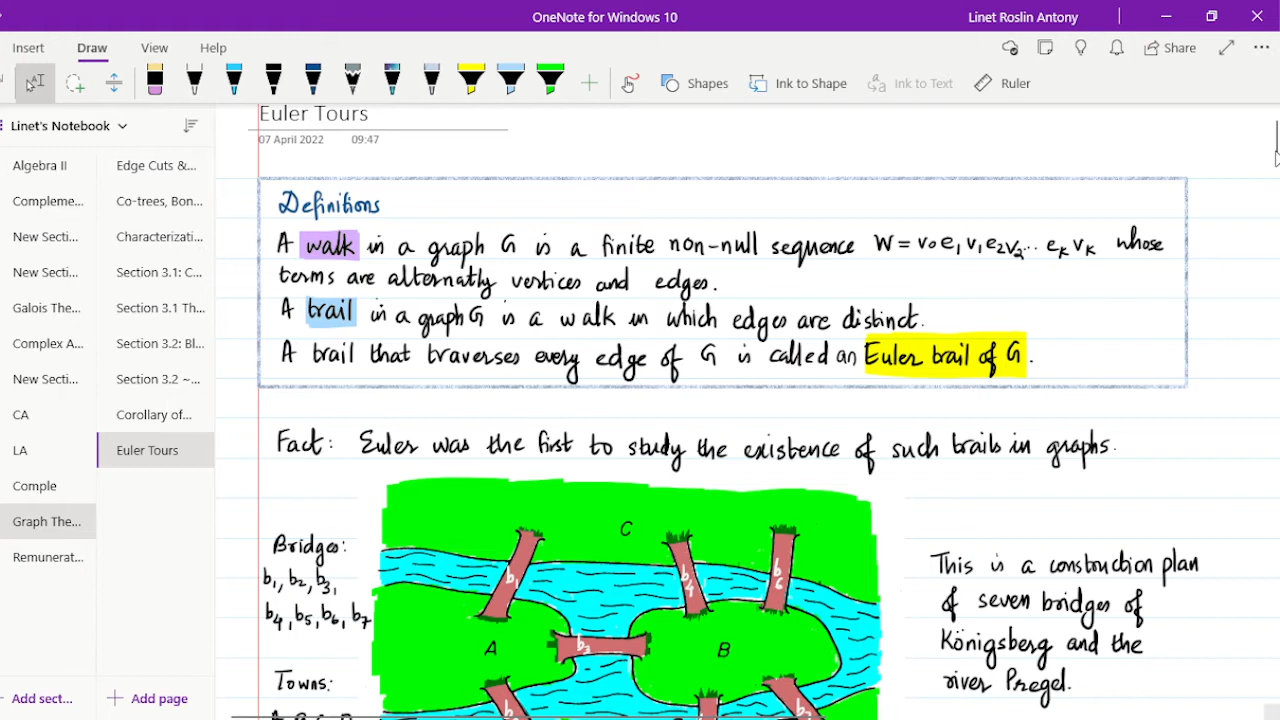 OneNote for Windows 10
Linet Roslin Antony
Insert
Draw
View
Help
Share
Shapes
Ink to Shape
Ink to Text
Ruler
Linet's Notebook
Algebra II
Compleme...
New Secti...
New Secti...
Galois The...
Complex A...
New Secti...
CA
LA
Comple
Graph The...
Remunerat...
Add sect...
Edge Cuts &...
Co-trees, Bon...
Characterizati...
Section 3.1: C...
Section 3.1 Th...
Section 3.2: Bl...
Section 3.2 ~...
Corollary of...
Euler Tours
Add page
Euler Tours
07 April 2022 09:47
Definitions
A walk in a graph G is a finite non-null sequence W = v0 e1 v1 e2 v2... ek vk whose
terms are alternatly vertices and edges.
A trail in a graph G is a walk in which edges are distinct.
A trail that traverses every edge of G is called an Euler trail of G.
Fact: Euler was the first to study the existence of such trails in graphs.
Bridges:
b1, b2, b3,
b4, b5, b6, b7
Towns:
C
b1
b4
b6
A
B
This is a construction plan
of seven bridges of
Königsberg and the
river Pregel.